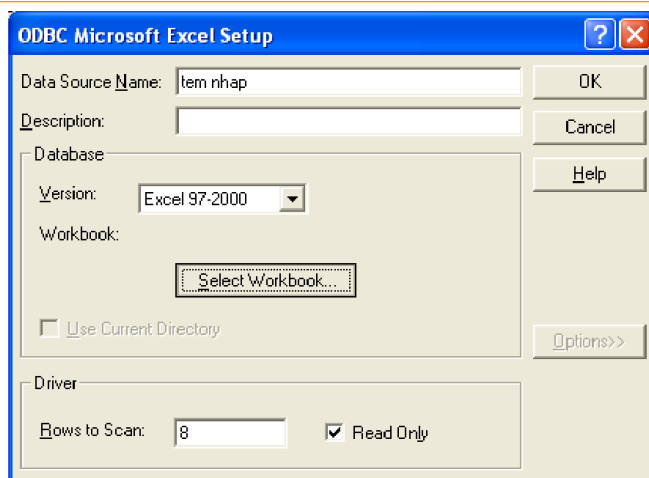 ODBC Microsoft Excel Setup
Data Source Name: tem nhap
OK
Description:
Cancel
Database
Help
Version: Excel 97-2000
Workbook:
Select Workbook...
Use Current Directory
Options>>
Driver
Rows to Scan: 8
Read Only